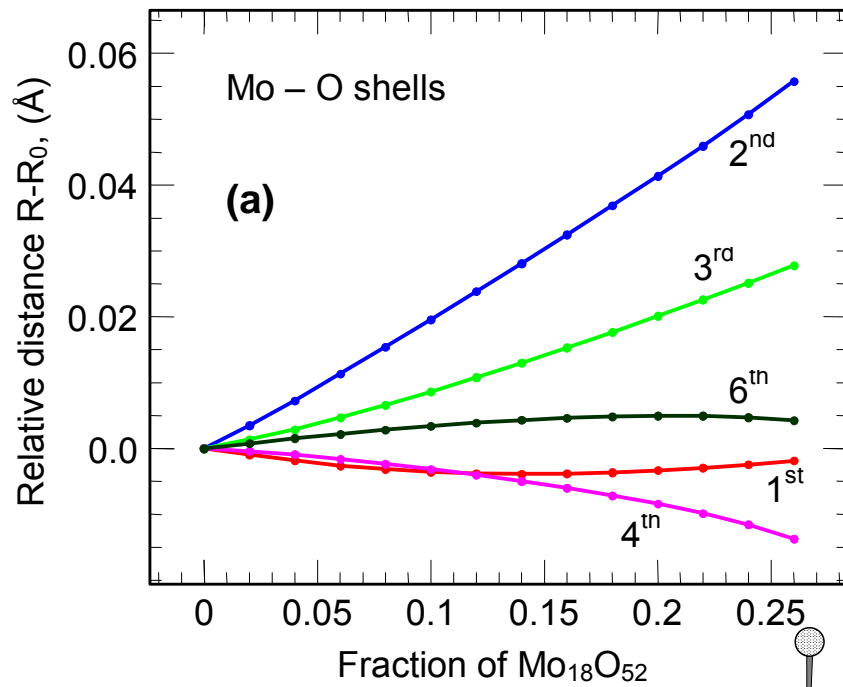 Relative distance R-R₀, (Å)
0.06
0.04
0.02
0.0
Mo – O shells
(a)
2ⁿᵈ
3ʳᵈ
6ᵗʰ
1ˢᵗ
4ᵗʰ
0 0.05 0.1 0.15 0.2 0.25
Fraction of Mo₁₈O₅₂